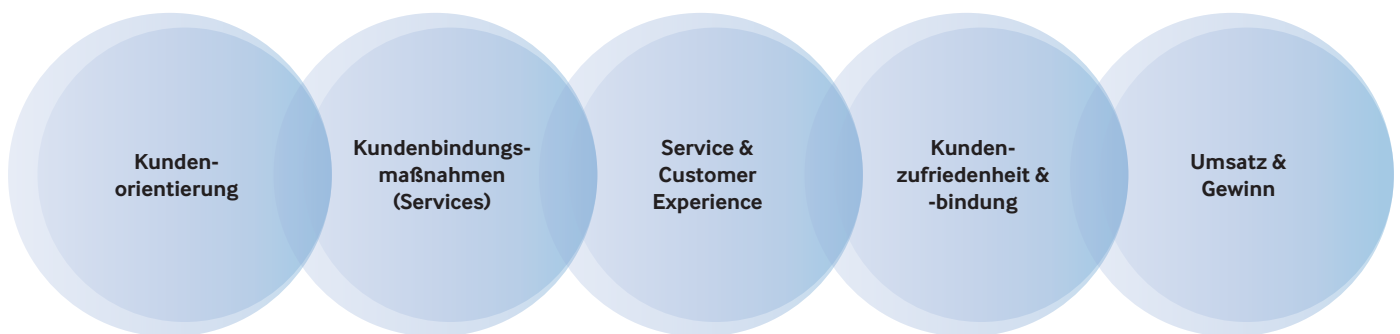 Kunden-
orientierung
Kundenbindungs-
maßnahmen
(Services)
Service &
Customer
Experience
Kunden-
zufriedenheit &
-bindung
Umsatz &
Gewinn